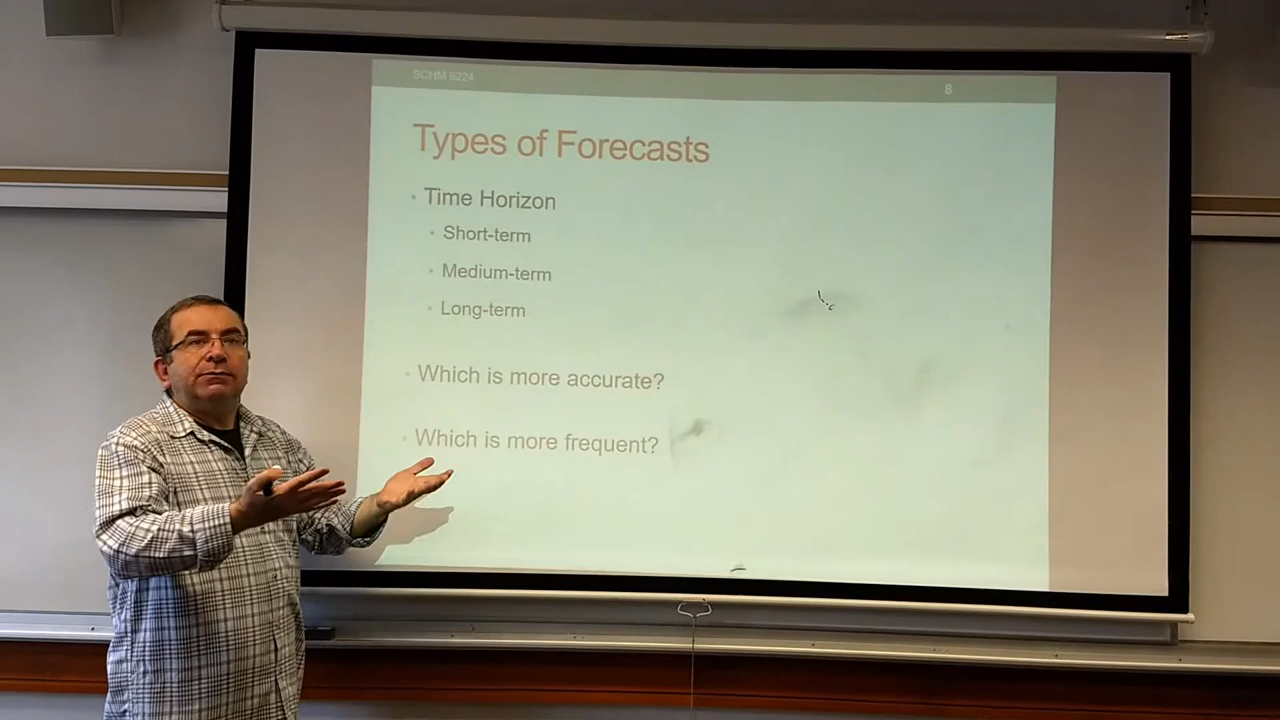 SCHM 6224
8
Types of Forecasts
• Time Horizon
• Short-term
• Medium-term
• Long-term
• Which is more accurate?
• Which is more frequent?